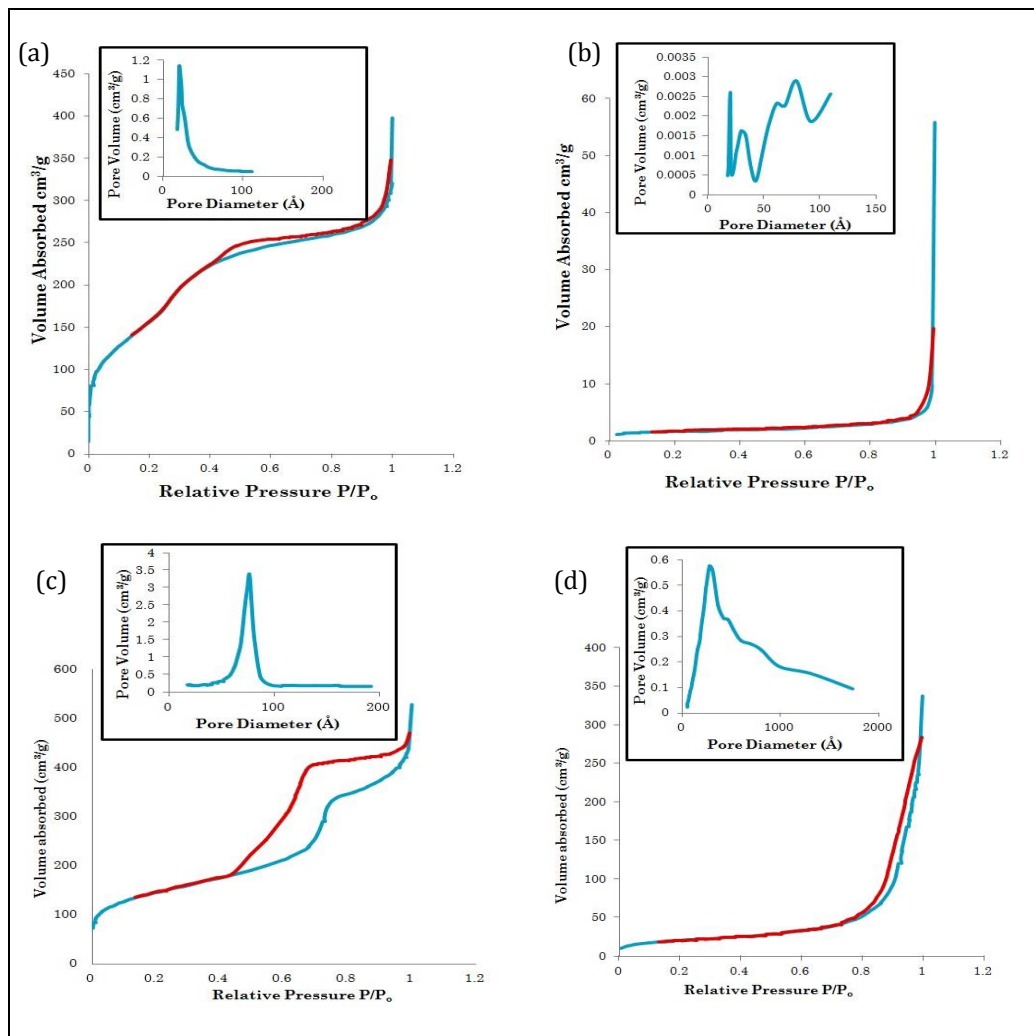 (a)
450
400
350
300
250
200
150
100
50
0
0 0.2 0.4 0.6 0.8 1 1.2
Volume Absorbed cm³/g
Relative Pressure P/Pₒ
1.2
1
0.8
0.6
0.4
0.2
0
0 100 200
Pore Volume (cm³/g)
Pore Diameter (Å)
(b)
60
50
40
30
20
10
0
0 0.2 0.4 0.6 0.8 1 1.2
Volume Absorbed cm³/g
Relative Pressure P/Pₒ
0.0035
0.003
0.0025
0.002
0.0015
0.001
0.0005
0
0 50 100 150
Pore Volume (cm³/g)
Pore Diameter (Å)
(c)
600
500
400
300
200
100
0
0 0.2 0.4 0.6 0.8 1 1.2
Volume absorbed (cm³/g)
Relative Pressure P/Pₒ
4
3.5
3
2.5
2
1.5
1
0.5
0
0 100 200
Pore Volume (cm³/g)
Pore Diameter (Å)
(d)
400
350
300
250
200
150
100
50
0
0 0.2 0.4 0.6 0.8 1 1.2
Volume absorbed (cm³/g)
Relative Pressure P/Pₒ
0.6
0.5
0.4
0.3
0.2
0.1
0
0 1000 2000
Pore Volume (cm³/g)
Pore Diameter (Å)